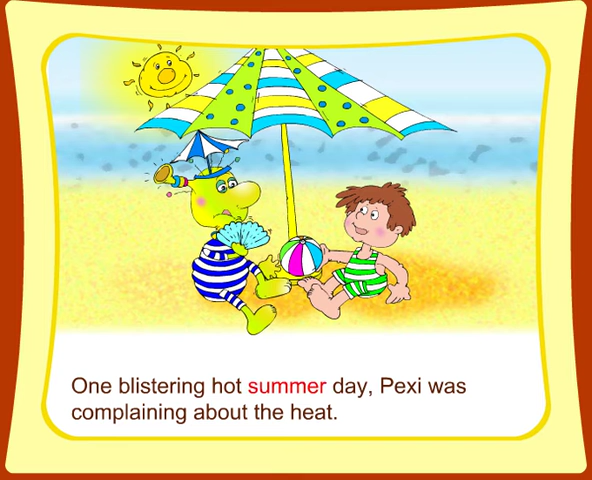 One blistering hot summer day, Pexi was
complaining about the heat.